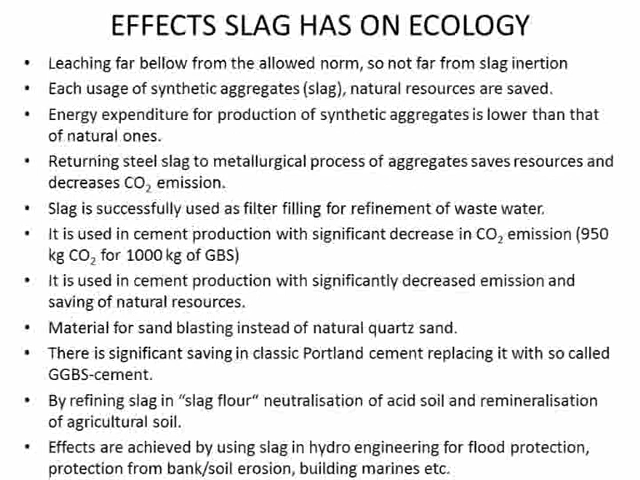 EFFECTS SLAG HAS ON ECOLOGY
• Leaching far bellow from the allowed norm, so not far from slag inertion
• Each usage of synthetic aggregates (slag), natural resources are saved.
• Energy expenditure for production of synthetic aggregates is lower than that
of natural ones.
• Returning steel slag to metallurgical process of aggregates saves resources and
decreases CO₂ emission.
• Slag is successfully used as filter filling for refinement of waste water.
• It is used in cement production with significant decrease in CO₂ emission (950
kg CO₂ for 1000 kg of GBS)
• It is used in cement production with significantly decreased emission and
saving of natural resources.
• Material for sand blasting instead of natural quartz sand.
• There is significant saving in classic Portland cement replacing it with so called
GGBS-cement.
• By refining slag in “slag flour“ neutralisation of acid soil and remineralisation
of agricultural soil.
• Effects are achieved by using slag in hydro engineering for flood protection,
protection from bank/soil erosion, building marines etc.